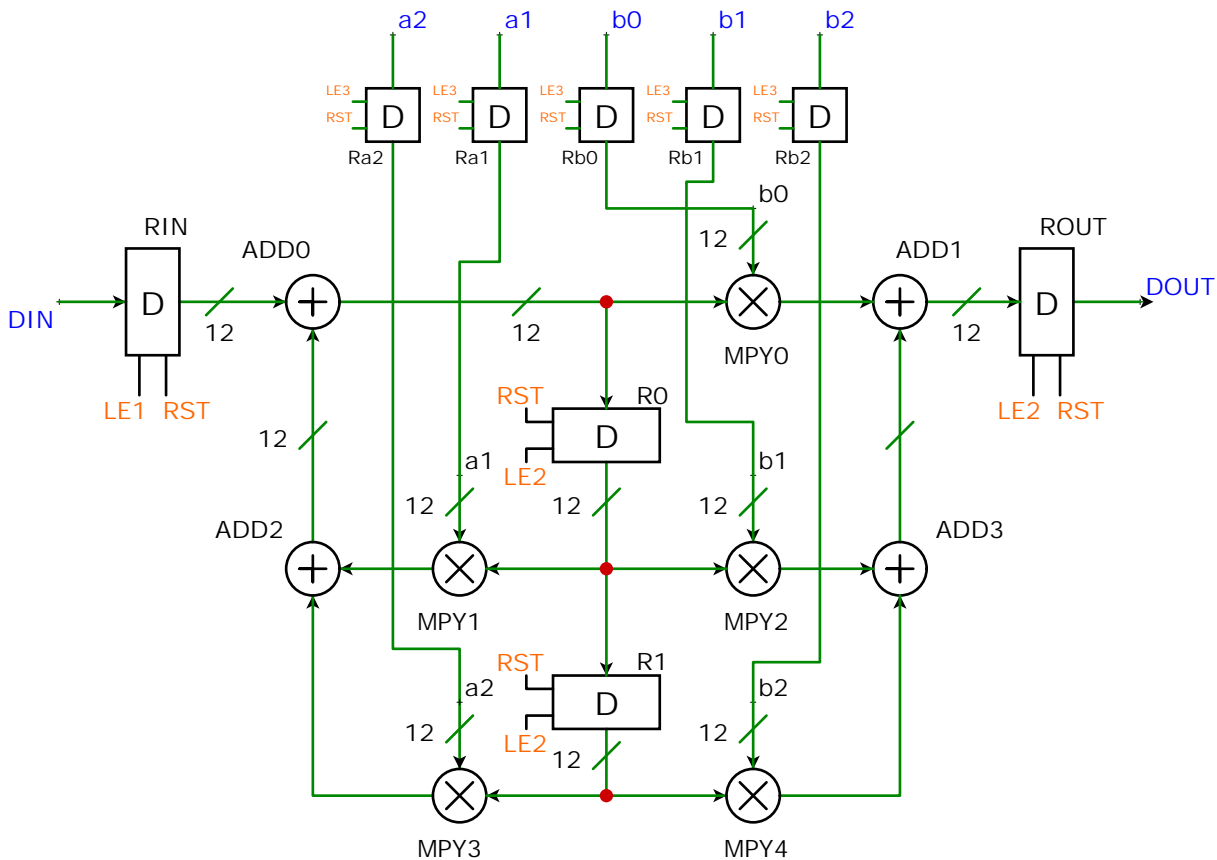 a2 a1 b0 b1 b2
LE3 LE3 LE3 LE3 LE3
D D D D D
RST RST RST RST RST
Ra2 Ra1 Rb0 Rb1 Rb2
b0
RIN ROUT
12
ADD0 ADD1
DIN D 12 12 D DOUT
12 12
MPY0
LE1 RST LE2 RST
RST R0
D
12
LE2 a1 b1
12 12 12
ADD2 ADD3
MPY1 MPY2
RST R1
a2 b2
D
LE2
12 12 12
MPY3 MPY4